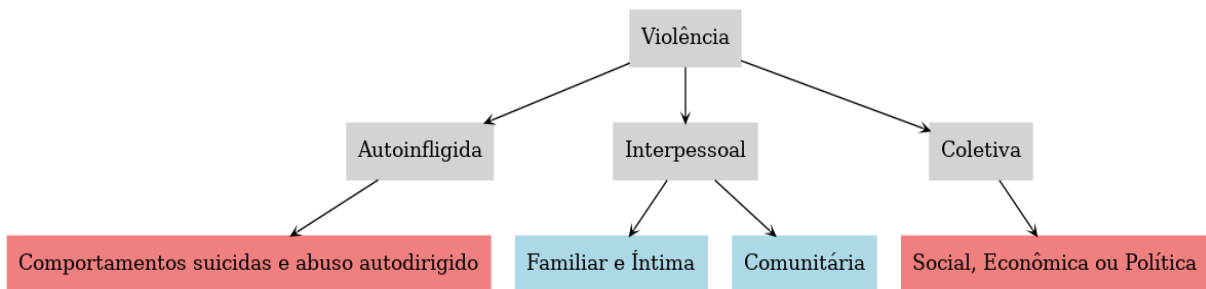 Violência
Autoinfligida
Interpessoal
Coletiva
Comportamentos suicidas e abuso autodirigido
Familiar e Íntima
Comunitária
Social, Econômica ou Política